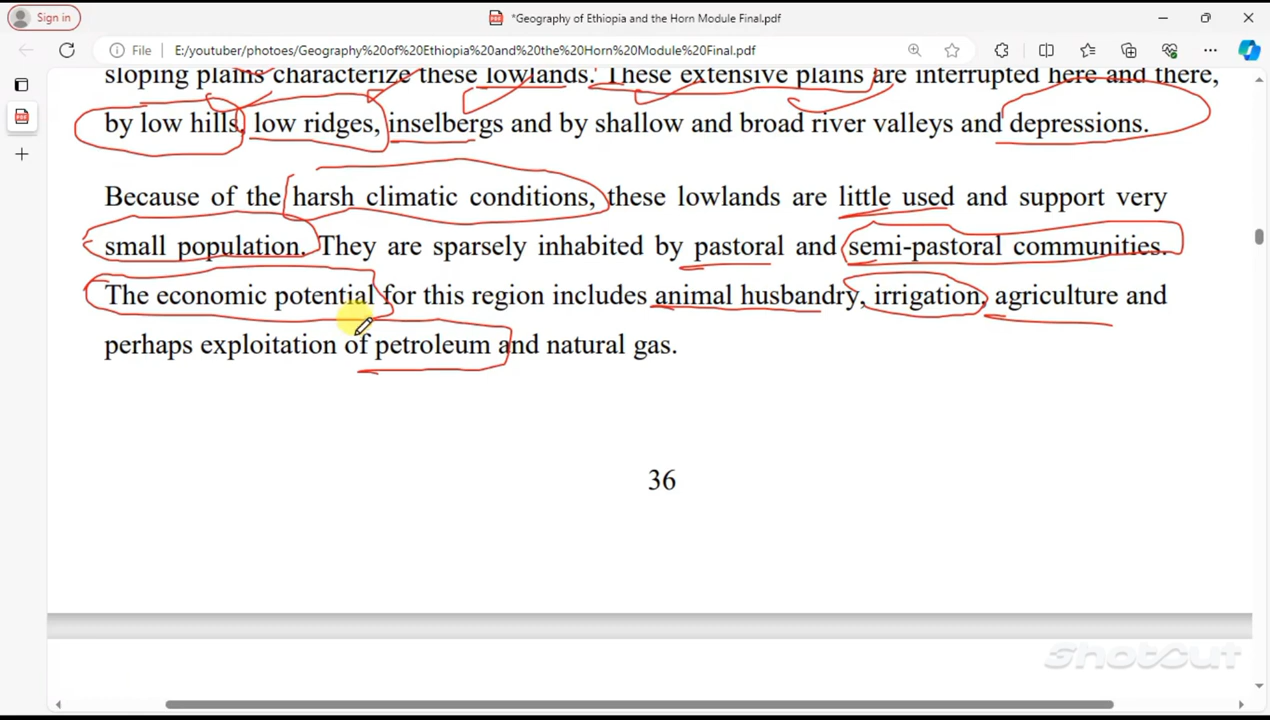 Sign in
*Geography of Ethiopia and the Horn Module Final.pdf
File
E:/youtuber/photoes/Geography%20of%20Ethiopia%20and%20the%20Horn%20Module%20Final.pdf
sloping plains characterize these lowlands. These extensive plains are interrupted here and there,
by low hills, low ridges, inselbergs and by shallow and broad river valleys and depressions.
Because of the harsh climatic conditions, these lowlands are little used and support very
small population. They are sparsely inhabited by pastoral and semi-pastoral communities.
The economic potential for this region includes animal husbandry, irrigation, agriculture and
perhaps exploitation of petroleum and natural gas.
36
shotcut